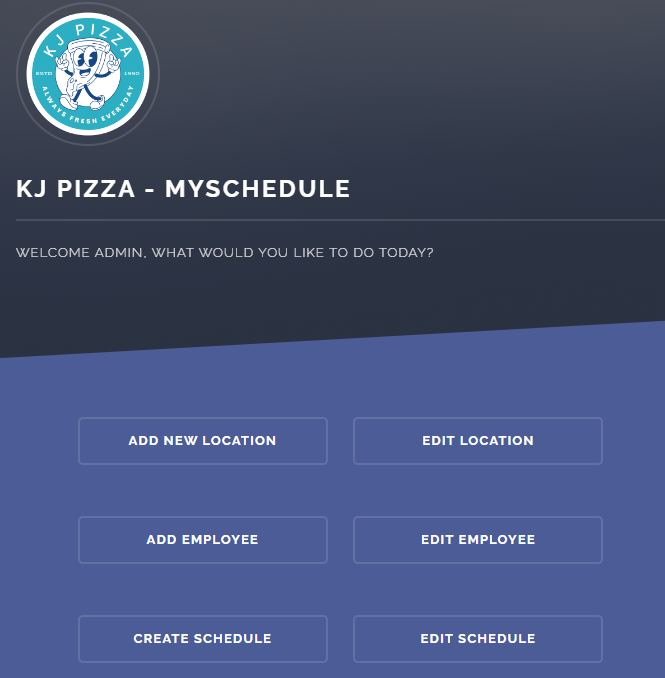 KJ PIZZA
ESTD 1990
ALWAYS FRESH EVERYDAY
KJ PIZZA - MYSCHEDULE
WELCOME ADMIN, WHAT WOULD YOU LIKE TO DO TODAY?
ADD NEW LOCATION EDIT LOCATION
ADD EMPLOYEE EDIT EMPLOYEE
CREATE SCHEDULE EDIT SCHEDULE